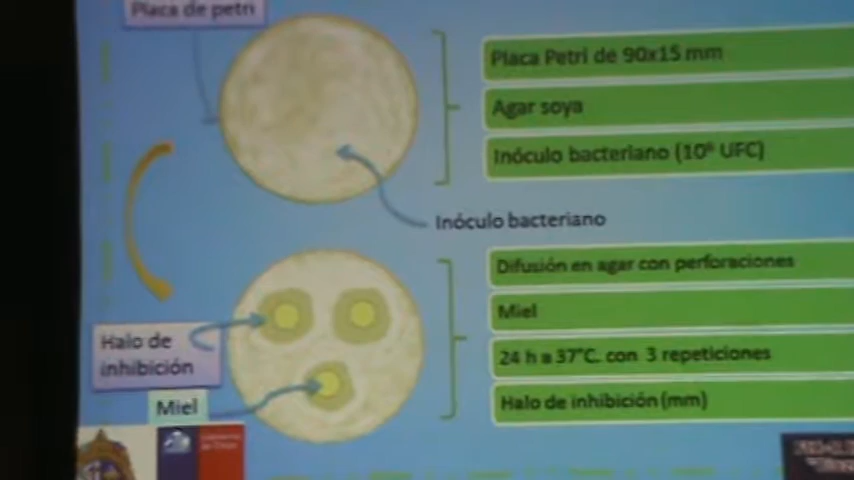 Placa de petri
Placa Petri de 90x15 mm
Agar soya
Inóculo bacteriano (10⁶ UFC)
Inóculo bacteriano
Difusión en agar con perforaciones
Miel
24 h a 37°C. con 3 repeticiones
Halo de inhibición (mm)
Halo de
inhibición
Miel